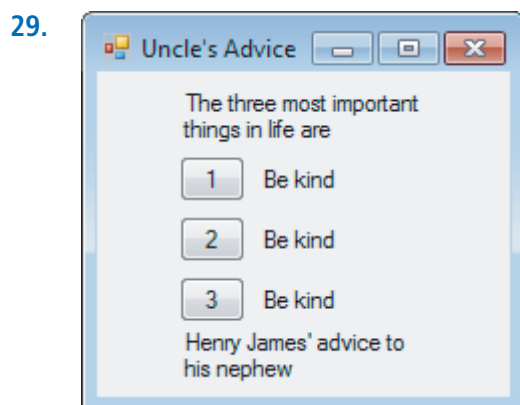 29.
Uncle's Advice
The three most important
things in life are
1 Be kind
2 Be kind
3 Be kind
Henry James' advice to
his nephew